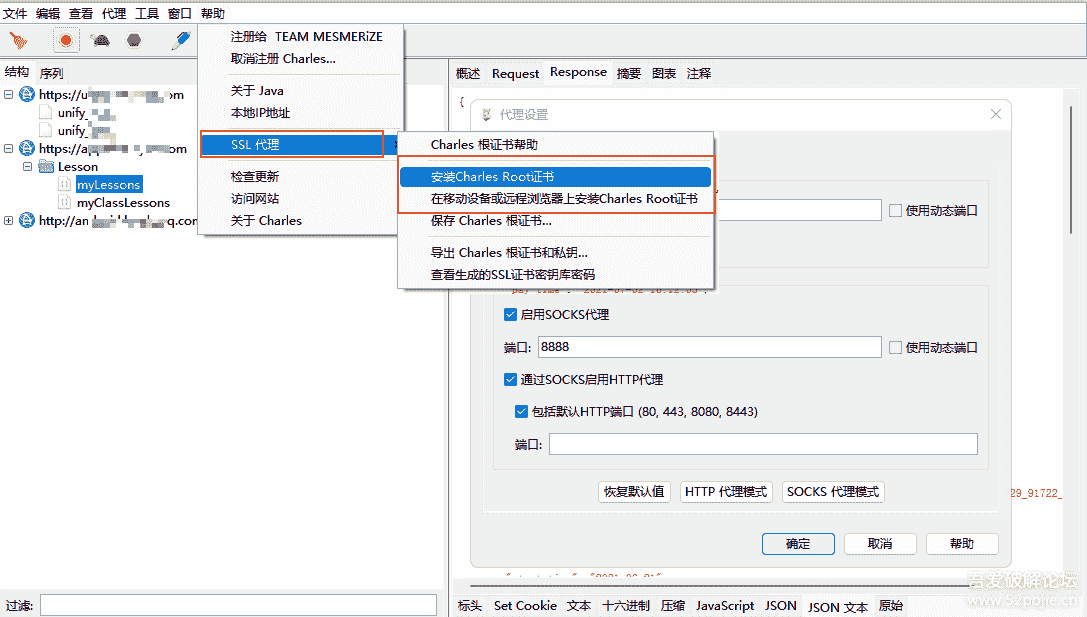 文件 编辑 查看 代理 工具 窗口 帮助
注册给 TEAM MESMERiZE
取消注册 Charles...
关于 Java
本地IP地址
SSL 代理
检查更新
访问网站
关于 Charles
Charles 根证书帮助
安装Charles Root证书
在移动设备或远程浏览器上安装Charles Root证书
保存 Charles 根证书...
导出 Charles 根证书和私钥...
查看生成的SSL证书密钥库密码
结构 序列
https://u
om
unify_
unify_
https://ap
om
Lesson
myLessons
myClassLessons
http://an
q.con
过滤:
概述 Request Response 摘要 图表 注释
{
代理设置
使用动态端口
启用SOCKS代理
端口: 8888 使用动态端口
通过SOCKS启用HTTP代理
包括默认HTTP端口 (80, 443, 8080, 8443)
端口:
恢复默认值 HTTP 代理模式 SOCKS 代理模式
29_91722_
确定 取消 帮助
标头 Set Cookie 文本 十六进制 压缩 JavaScript JSON JSON 文本 原始
吾爱破解论坛
www.52pojie.cn